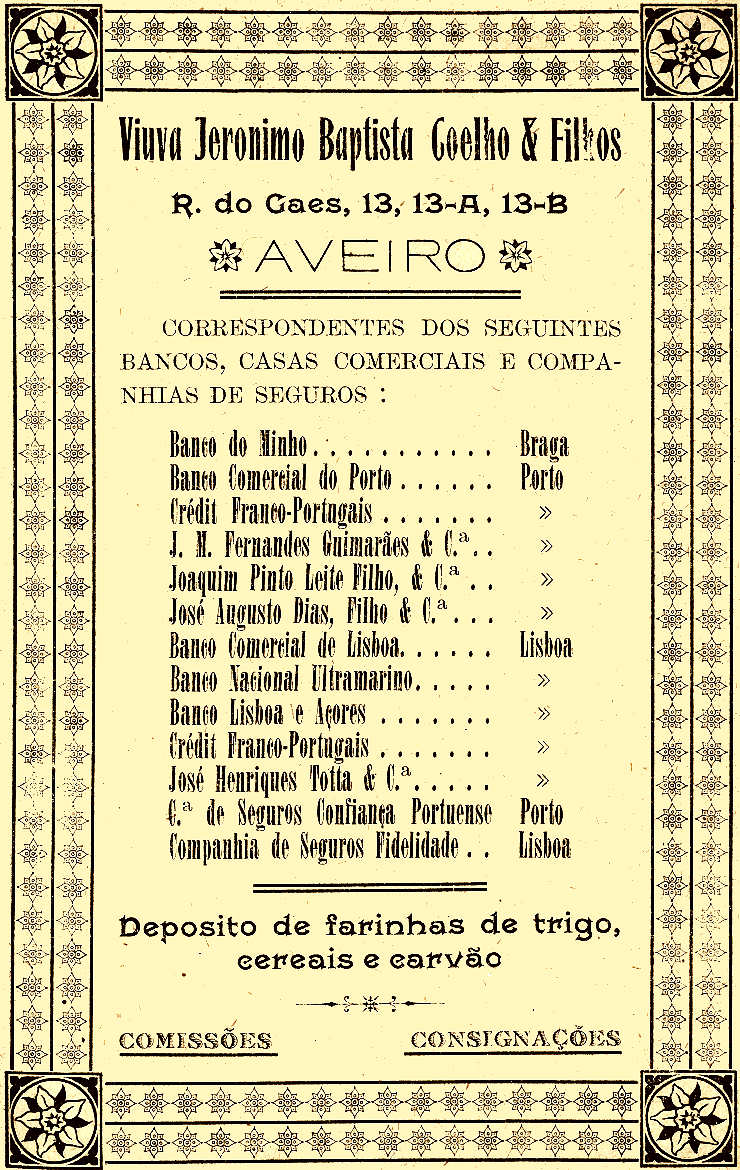 Viuva Jeronimo Baptista Coelho & Filhos
R. do Caes, 13, 13-A, 13-B
AVEIRO
CORRESPONDENTES DOS SEGUINTES
BANCOS, CASAS COMERCIAIS E COMPA-
NHIAS DE SEGUROS :
Banco do Minho. . . . . . . . . . . Braga
Banco Comercial do Porto . . . . . . Porto
Crédit Franco-Portugais . . . . . . . »
J. M. Fernandes Guimarães & C.ª. . »
Joaquim Pinto Leite Filho, & C.ª . . »
José Augusto Dias, Filho & C.ª. . . »
Banco Comercial de Lisboa. . . . . . Lisboa
Banco Nacional Ultramarino. . . . . »
Banco Lisboa e Açores . . . . . . . »
Crédit Franco-Portugais . . . . . . . »
José Henriques Totta & C.ª. . . . . »
C.ª de Seguros Confiança Portuense Porto
Companhia de Seguros Fidelidade . . Lisboa
Deposito de farinhas de trigo,
cereais e carvão
COMISSÕES CONSIGNAÇÕES